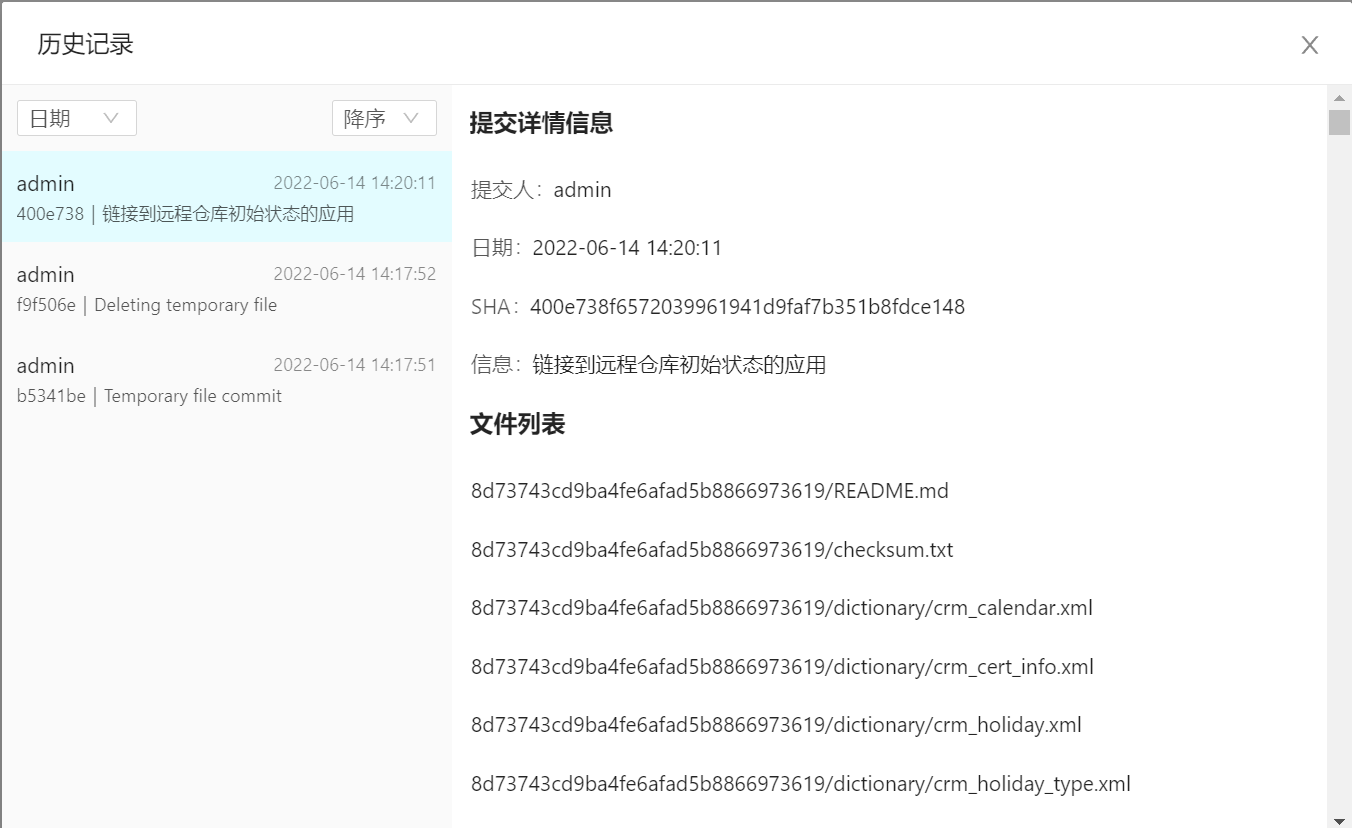 历史记录
日期
降序
admin 2022-06-14 14:20:11
400e738 | 链接到远程仓库初始状态的应用
admin 2022-06-14 14:17:52
f9f506e | Deleting temporary file
admin 2022-06-14 14:17:51
b5341be | Temporary file commit
提交详情信息
提交人：admin
日期：2022-06-14 14:20:11
SHA：400e738f6572039961941d9faf7b351b8fdce148
信息：链接到远程仓库初始状态的应用
文件列表
8d73743cd9ba4fe6afad5b8866973619/README.md
8d73743cd9ba4fe6afad5b8866973619/checksum.txt
8d73743cd9ba4fe6afad5b8866973619/dictionary/crm_calendar.xml
8d73743cd9ba4fe6afad5b8866973619/dictionary/crm_cert_info.xml
8d73743cd9ba4fe6afad5b8866973619/dictionary/crm_holiday.xml
8d73743cd9ba4fe6afad5b8866973619/dictionary/crm_holiday_type.xml